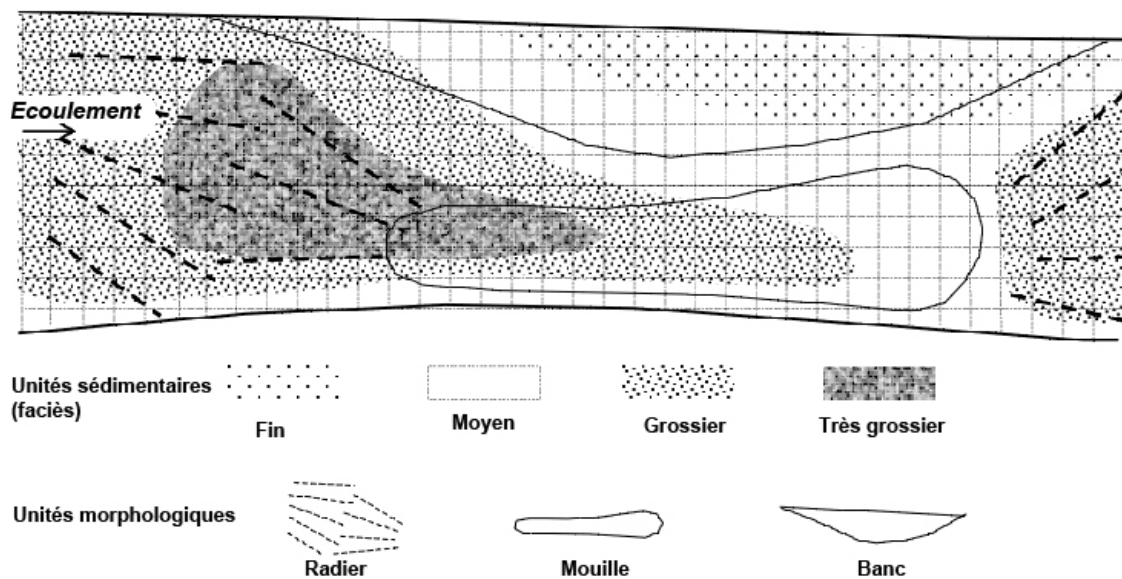 Ecoulement
Unités sédimentaires
(faciès)
Fin
Moyen
Grossier
Très grossier
Unités morphologiques
Radier
Mouille
Banc